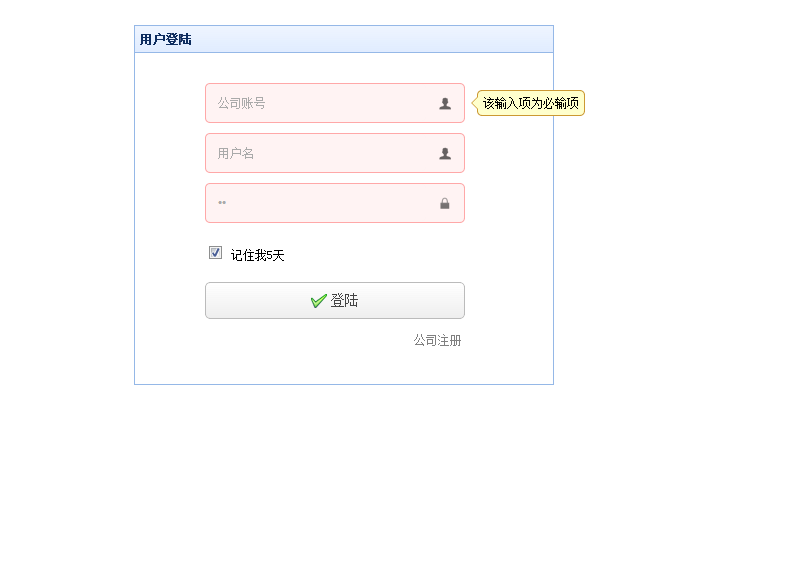 用户登陆
公司账号
该输入项为必输项
用户名
**
记住我5天
登陆
公司注册